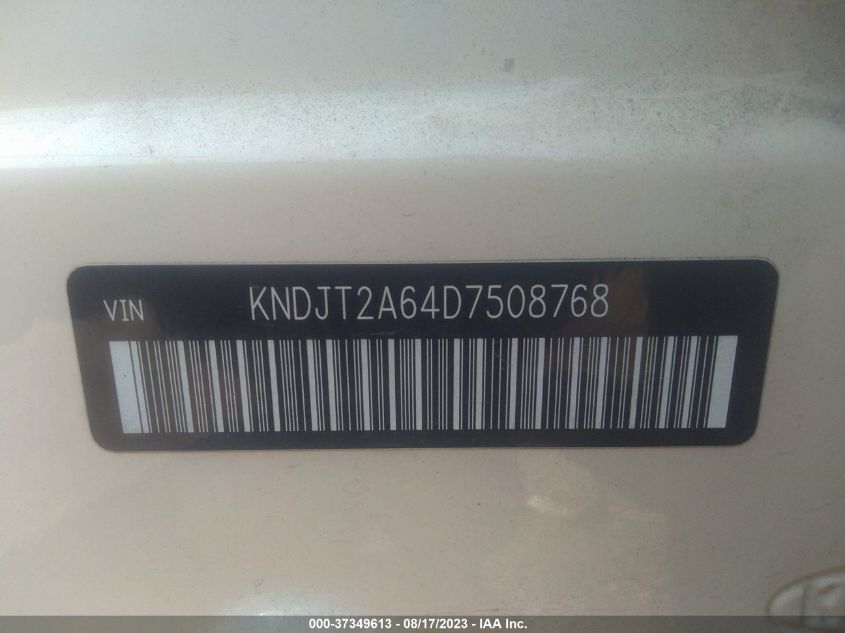 VIN KNDJT2A64D7508768
000-37349613 - 08/17/2023 - IAA Inc.